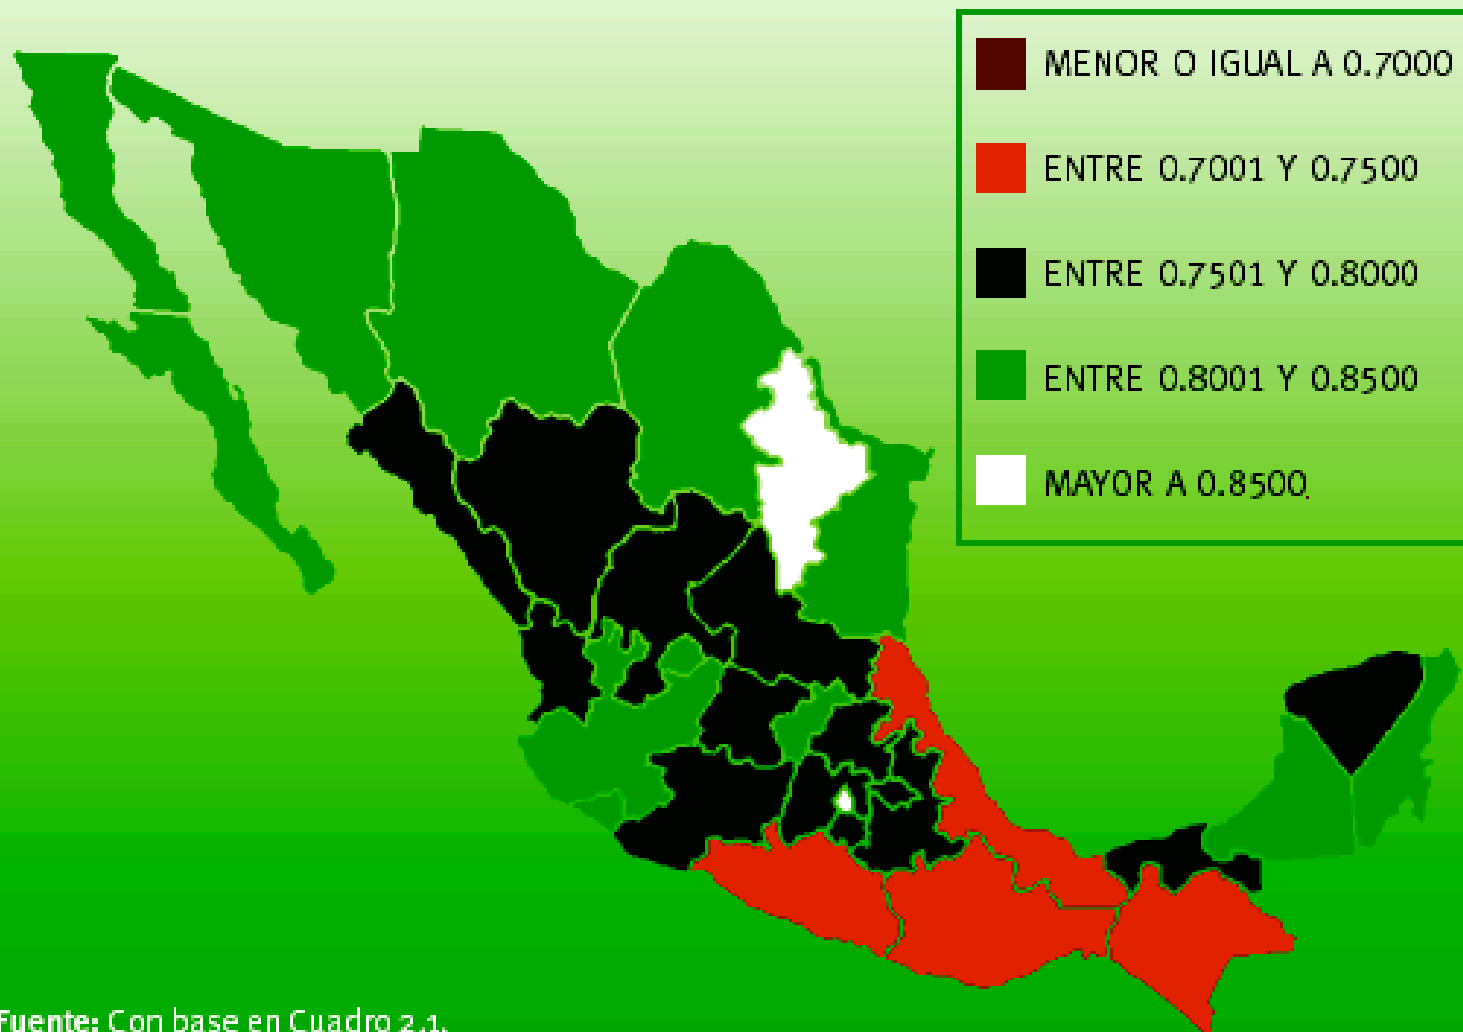 MENOR O IGUAL A 0.7000
ENTRE 0.7001 Y 0.7500
ENTRE 0.7501 Y 0.8000
ENTRE 0.8001 Y 0.8500
MAYOR A 0.8500.
Fuente: Con base en Cuadro 2.1.